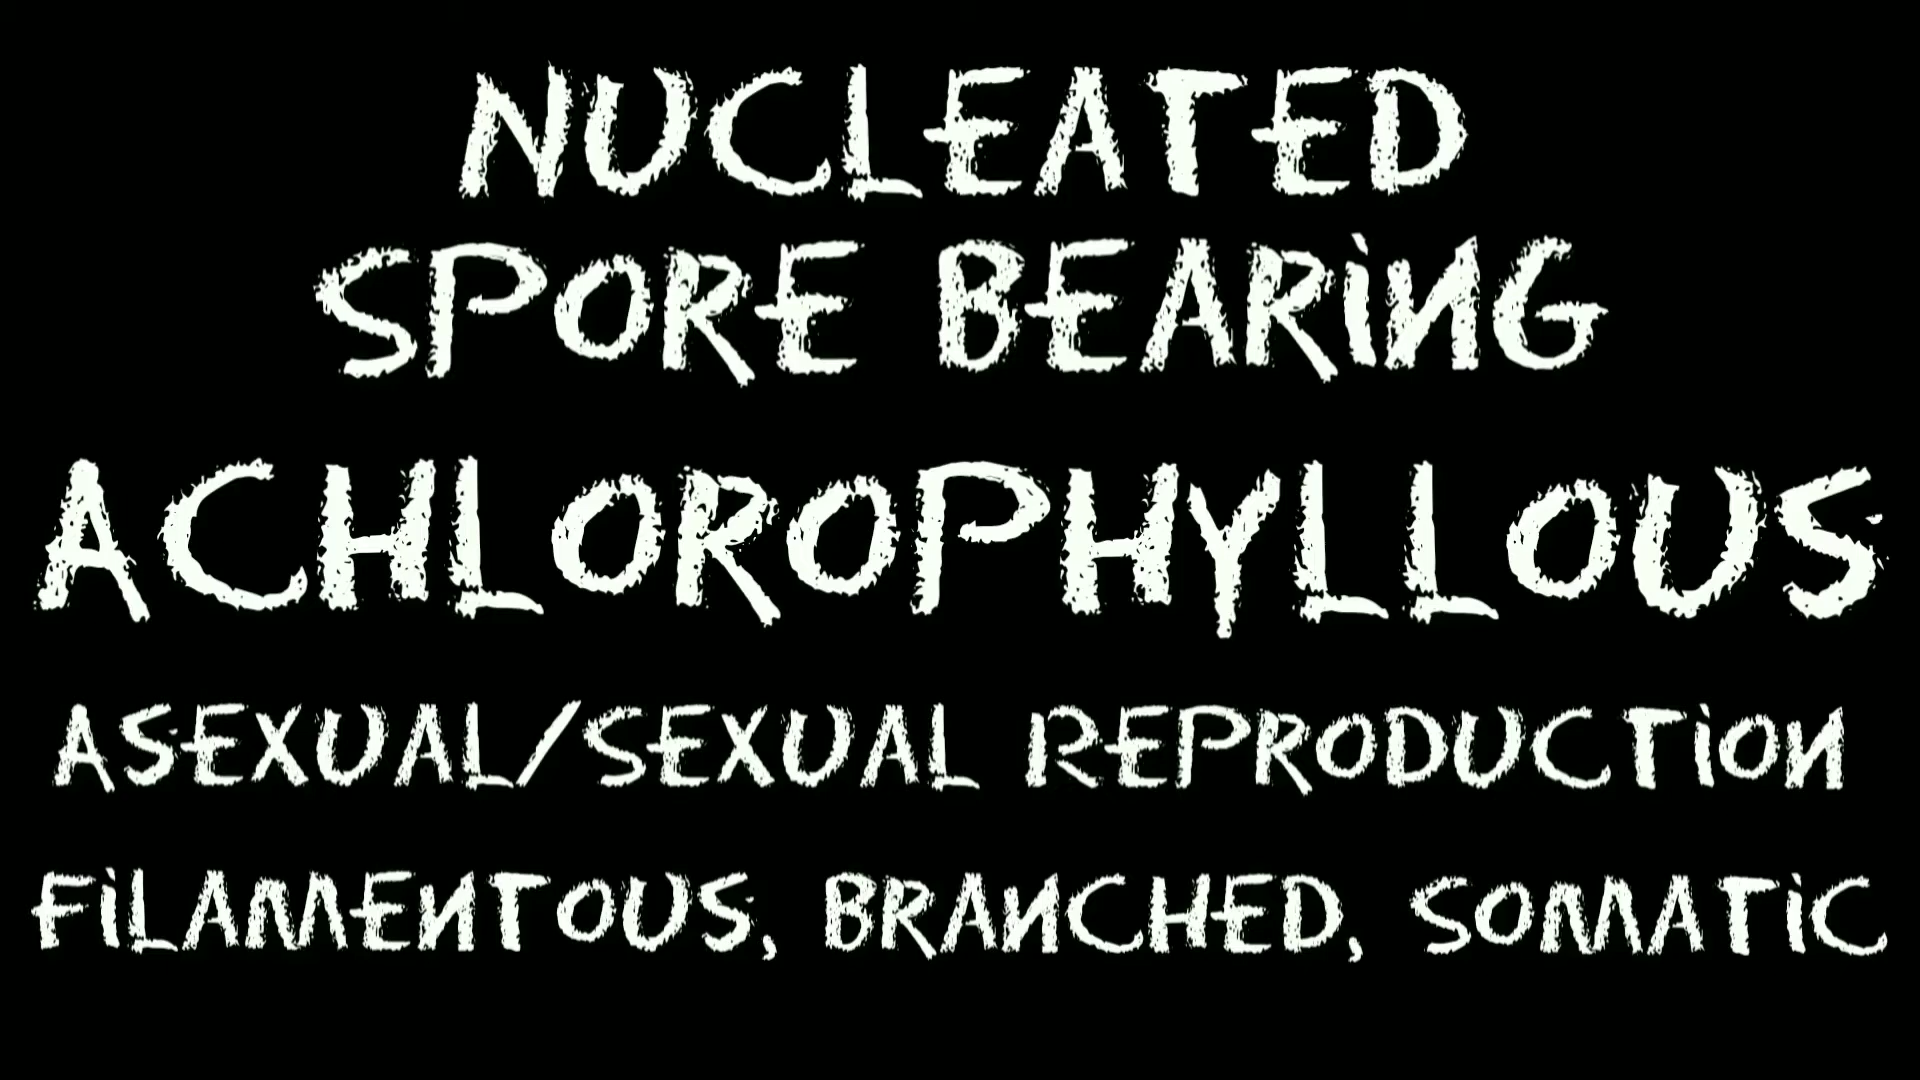 NUCLEATED
SPORE BEARING
ACHLOROPHYLLOUS
ASEXUAL/SEXUAL REPRODUCTION
FILAMENTOUS, BRANCHED, SOMATIC